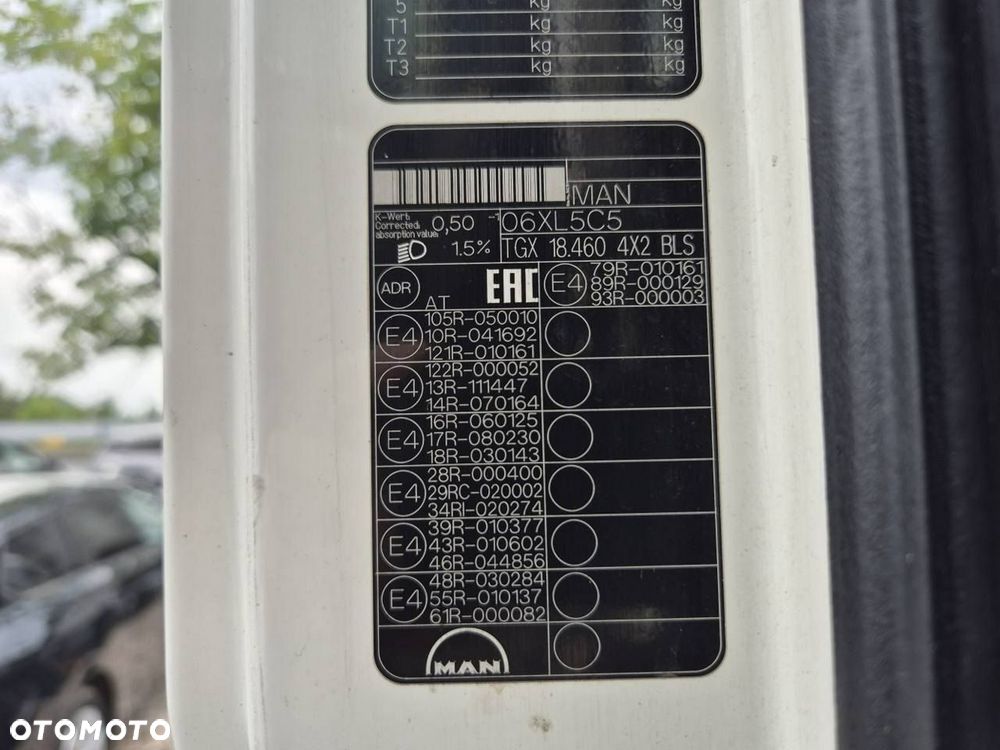 5 kg kg
T1 kg kg
T2 kg kg
T3 kg kg
MAN
K-Wert:
Corrected
absorption value: 0,50 -1 06XL5C5
1.5% TGX 18.460 4X2 BLS
ADR AT EAC
E4 79R-010161
89R-000129
93R-000003
E4 105R-050010
10R-041692
121R-010161
E4 122R-000052
13R-111447
14R-070164
E4 16R-060125
17R-080230
18R-030143
E4 28R-000400
29RC-020002
34RI-020274
E4 39R-010377
43R-010602
46R-044856
E4 48R-030284
55R-010137
61R-000082
MAN
OTOMOTO